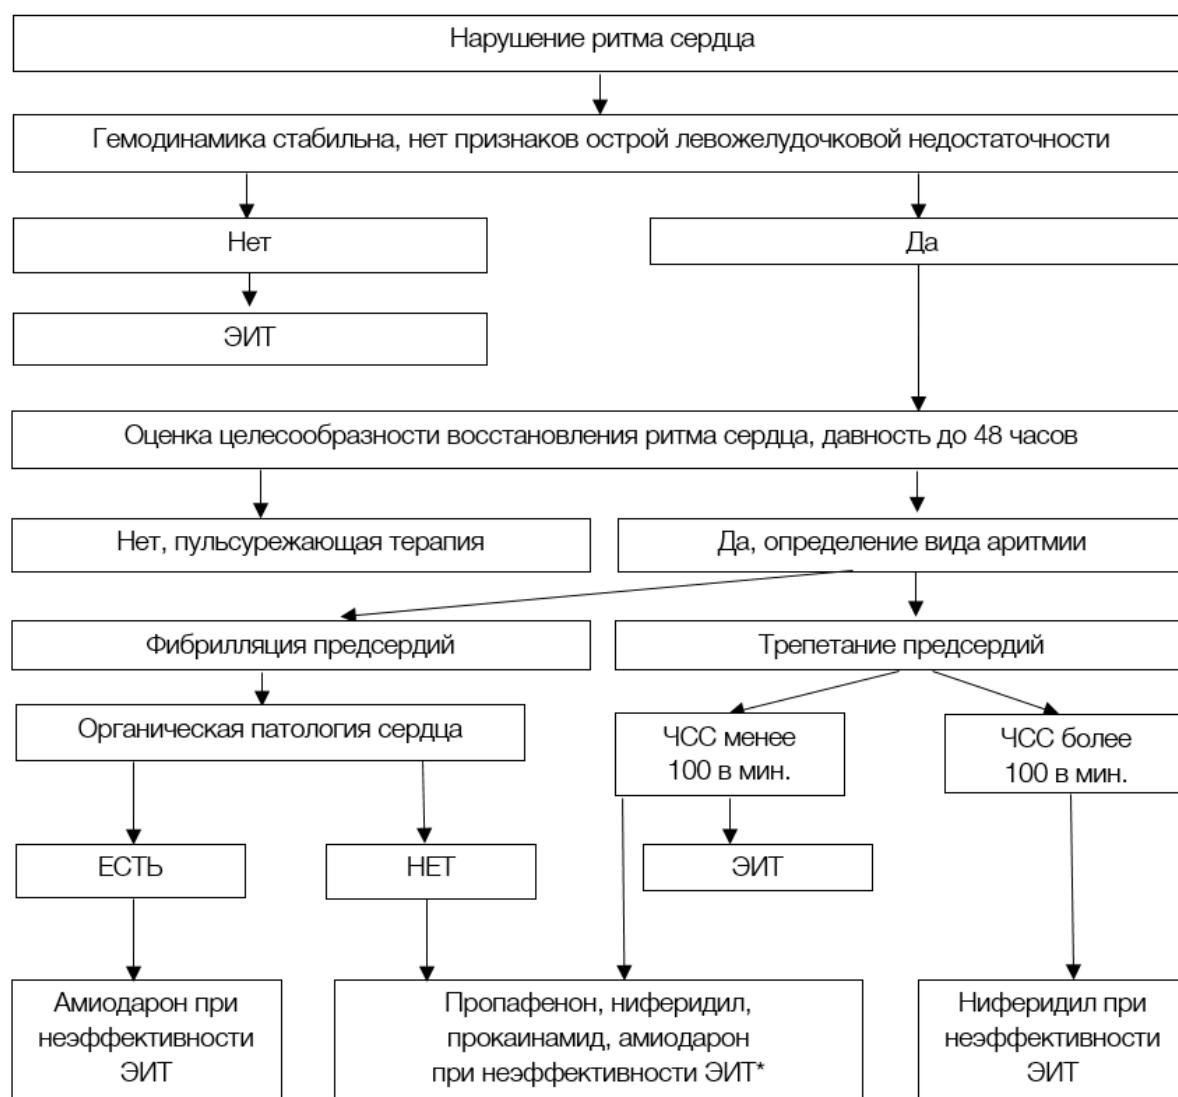 Нарушение ритма сердца
Гемодинамика стабильна, нет признаков острой левожелудочковой недостаточности
Нет
Да
ЭИТ
Оценка целесообразности восстановления ритма сердца, давность до 48 часов
Нет, пульсурежающая терапия
Да, определение вида аритмии
Фибрилляция предсердий
Трепетание предсердий
Органическая патология сердца
ЧСС менее
100 в мин.
ЧСС более
100 в мин.
ЕСТЬ
НЕТ
ЭИТ
Амиодарон при
неэффективности
ЭИТ
Пропафенон, ниферидил,
прокаинамид, амиодарон
при неэффективности ЭИТ*
Ниферидил при
неэффективности
ЭИТ